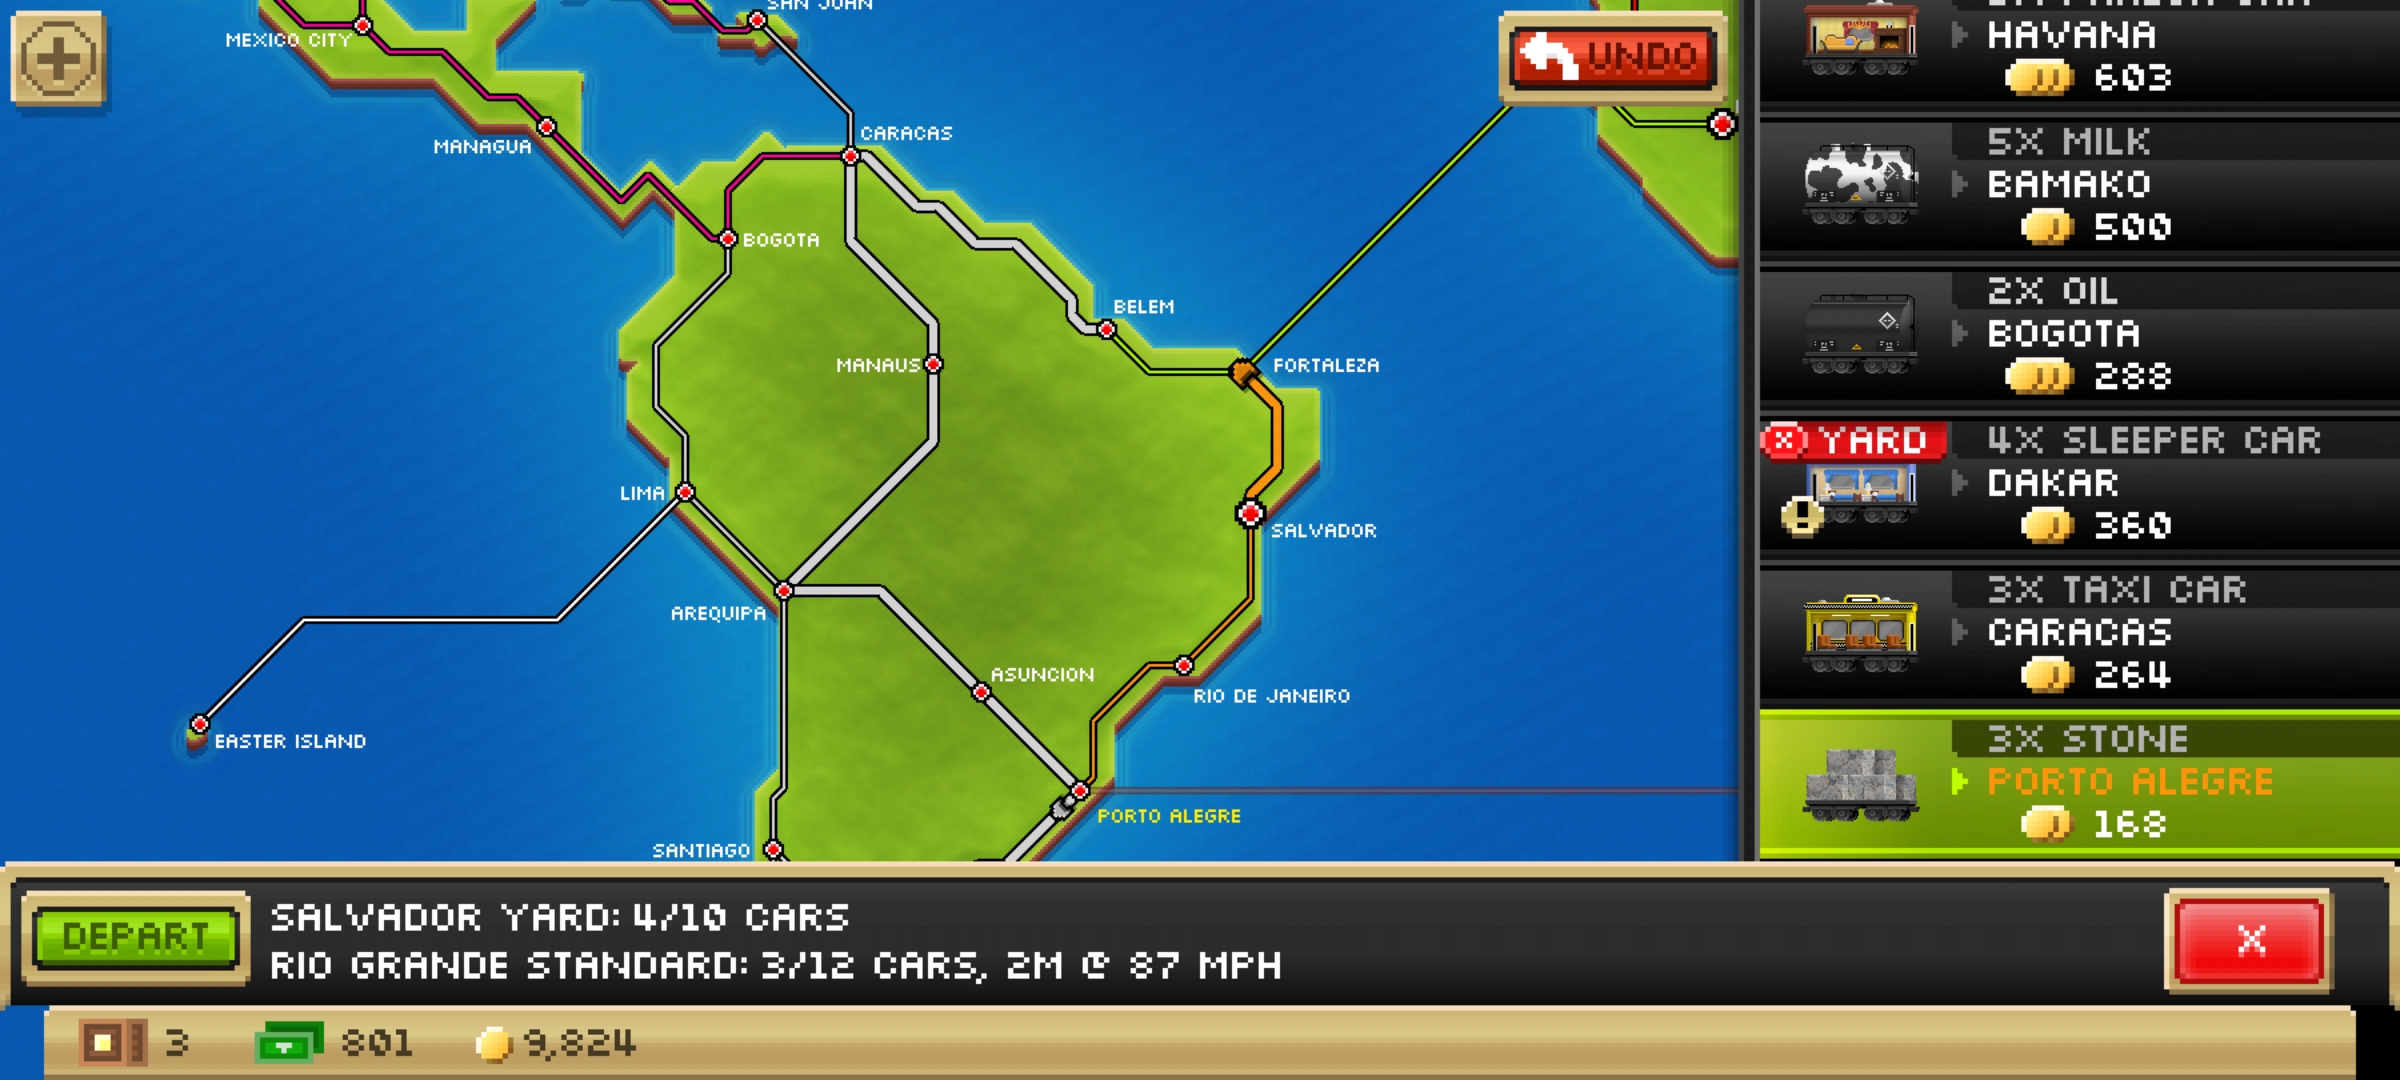 SAN JUAN
MEXICO CITY
MANAGUA
CARACAS
BOGOTA
BELEM
MANAUS
FORTALEZA
LIMA
SALVADOR
AREQUIPA
ASUNCION
RIO DE JANEIRO
EASTER ISLAND
PORTO ALEGRE
SANTIAGO
UNDO
HAVANA
603
5X MILK
BAMAKO
500
2X OIL
BOGOTA
288
X YARD
4X SLEEPER CAR
DAKAR
! 360
3X TAXI CAR
CARACAS
264
3X STONE
PORTO ALEGRE
168
DEPART
SALVADOR YARD: 4/10 CARS
RIO GRANDE STANDARD: 3/12 CARS, 2M @ 87 MPH
X
3 801 9,824